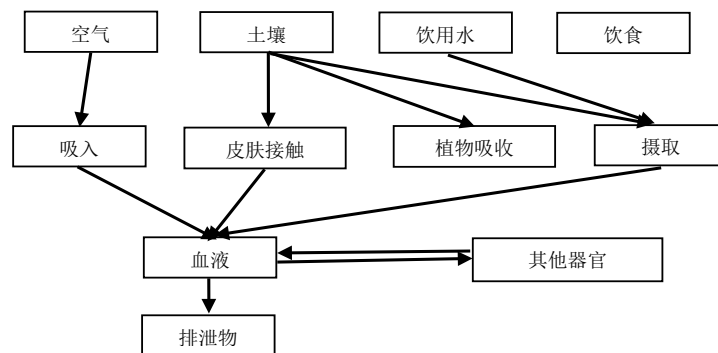 空气
土壤
饮用水
饮食
吸入
皮肤接触
植物吸收
摄取
血液
其他器官
排泄物